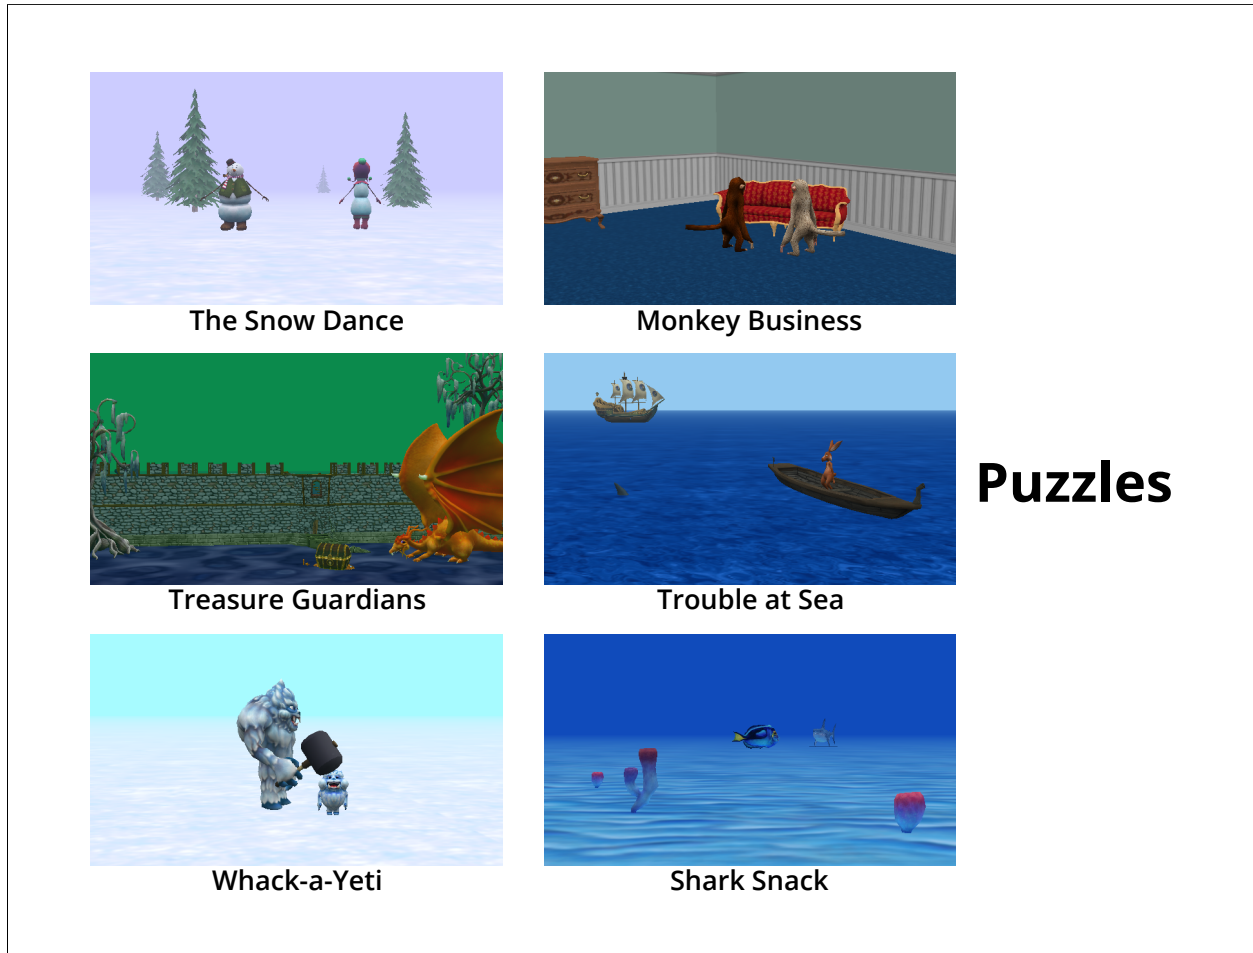 The Snow Dance
Monkey Business
Treasure Guardians
Trouble at Sea
Puzzles
Whack-a-Yeti
Shark Snack